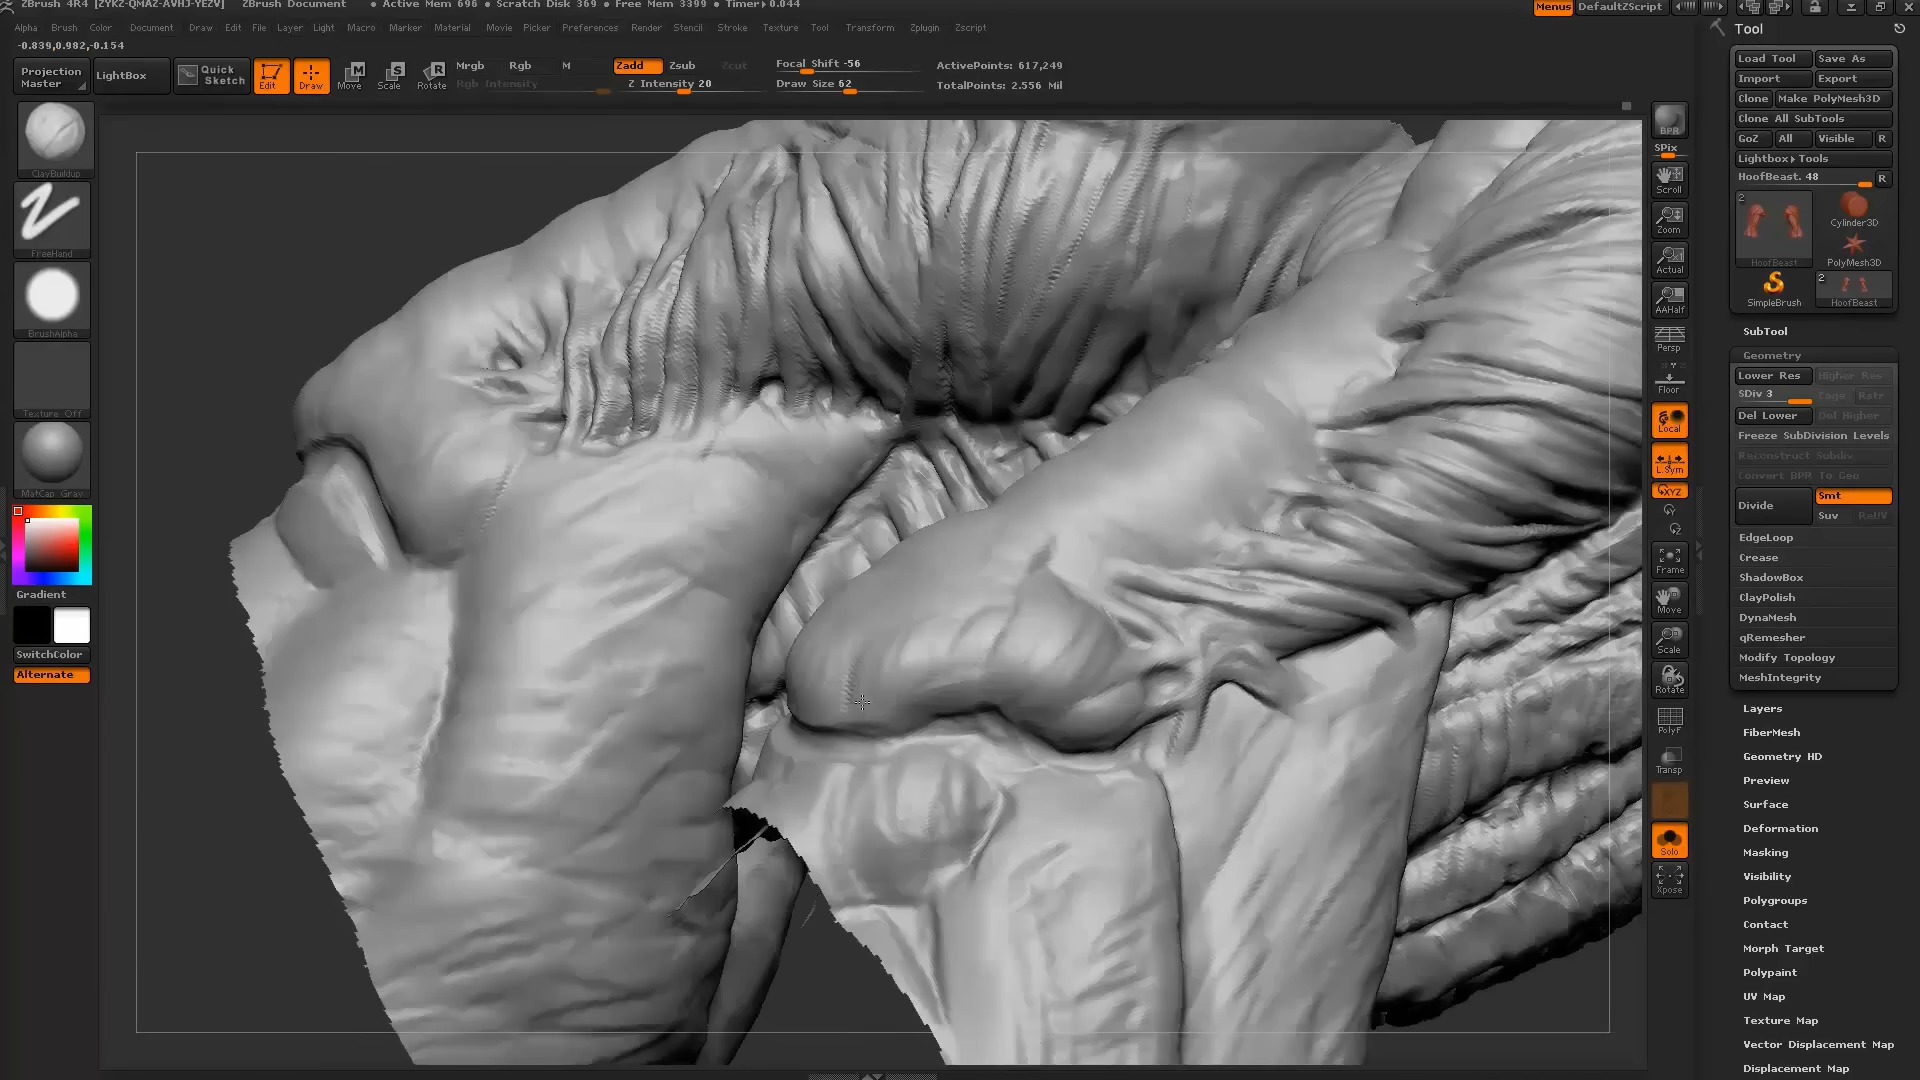 ZBrush 4R4 [ZYKZ-QMAZ-AVHJ-YEZV] ZBrush Document • Active Mem 696 • Scratch Disk 369 • Free Mem 3399 • Timer▸0.044 Menus DefaultZScript
Alpha Brush Color Document Draw Edit File Layer Light Macro Marker Material Movie Picker Preferences Render Stencil Stroke Texture Tool Transform Zplugin Zscript
-0.839,0.982,-0.154
Projection Master
LightBox
Quick Sketch
Edit
Draw
Move
Scale
Rotate
Mrgb Rgb M
Rgb Intensity
Zadd Zsub Zcut
Z Intensity 20
Focal Shift -56
Draw Size 62
ActivePoints: 617,249
TotalPoints: 2.556 Mil
ClayBuildup
FreeHand
BrushAlpha
Texture Off
MatCap Gray
Gradient
SwitchColor
Alternate
BPR
SPix
Scroll
Zoom
Actual
AAHalf
Persp
Floor
Local
L.Sym
XYZ
Frame
Move
Scale
Rotate
PolyF
Transp
Solo
Xpose
Tool
Load Tool Save As
Import Export
Clone Make PolyMesh3D
Clone All SubTools
GoZ All Visible R
Lightbox▸Tools
HoofBeast. 48 R
2
HoofBeast
Cylinder3D
PolyMesh3D
SimpleBrush
2
HoofBeast
SubTool
Geometry
Lower Res Higher Res
SDiv 3 Cage Rstr
Del Lower Del Higher
Freeze SubDivision Levels
Reconstruct Subdiv
Convert BPR To Geo
Divide
Smt
Suv ReUV
EdgeLoop
Crease
ShadowBox
ClayPolish
DynaMesh
qRemesher
Modify Topology
MeshIntegrity
Layers
FiberMesh
Geometry HD
Preview
Surface
Deformation
Masking
Visibility
Polygroups
Contact
Morph Target
Polypaint
UV Map
Texture Map
Vector Displacement Map
Displacement Map